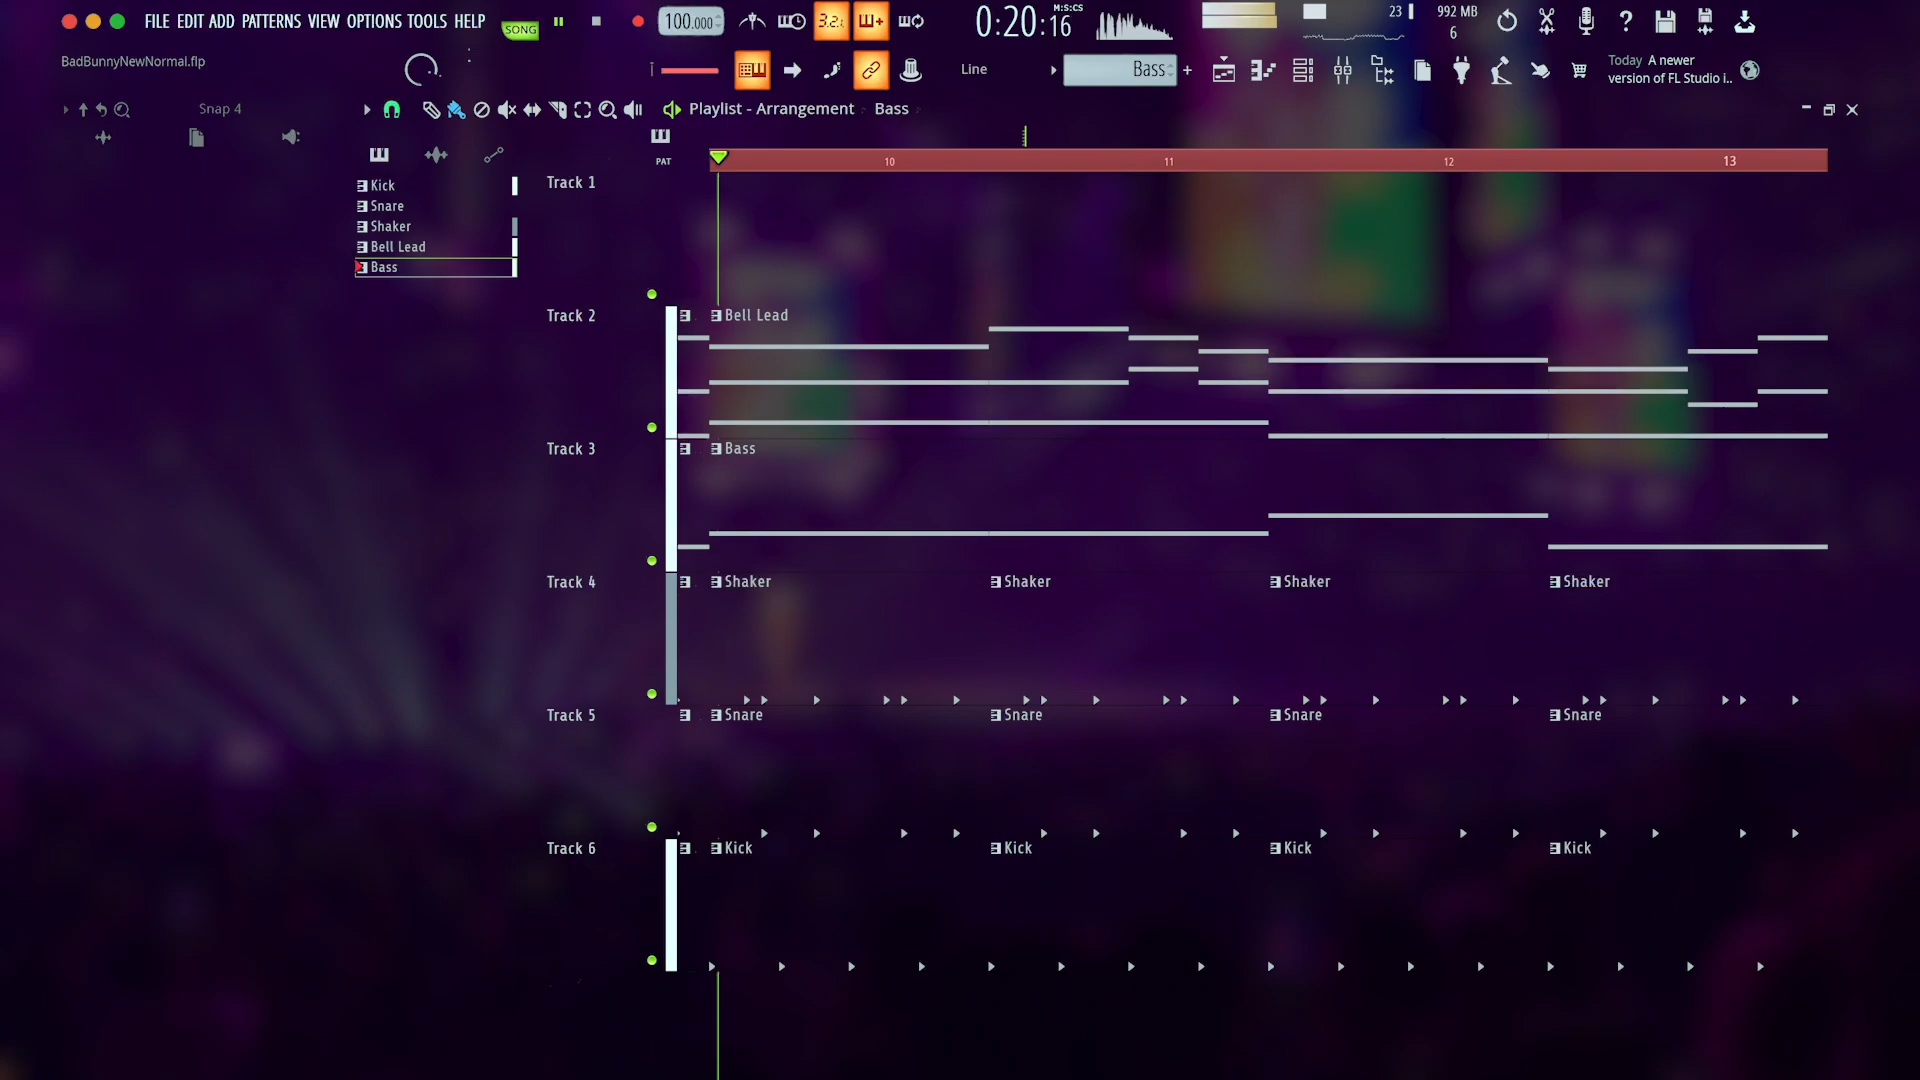 FILE EDIT ADD PATTERNS VIEW OPTIONS TOOLS HELP
SONG
100.000
3.2.
0:20:16
M:S:CS
23
992 MB
6
BadBunnyNewNormal.flp
Line
Bass
Today A newer
version of FL Studio i..
Snap 4
Playlist - Arrangement
Bass
PAT
10
11
12
13
Kick
Snare
Shaker
Bell Lead
Bass
Track 1
Track 2
Bell Lead
Track 3
Bass
Track 4
Shaker
Shaker
Shaker
Shaker
Track 5
Snare
Snare
Snare
Snare
Track 6
Kick
Kick
Kick
Kick